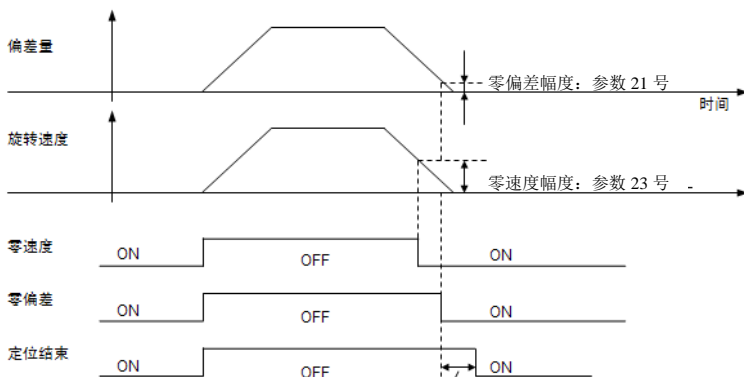 偏差量
零偏差幅度：参数 21 号
时间
旋转速度
零速度幅度：参数 23 号
零速度
ON OFF ON
零偏差
ON OFF ON
定位结束
ON OFF ON